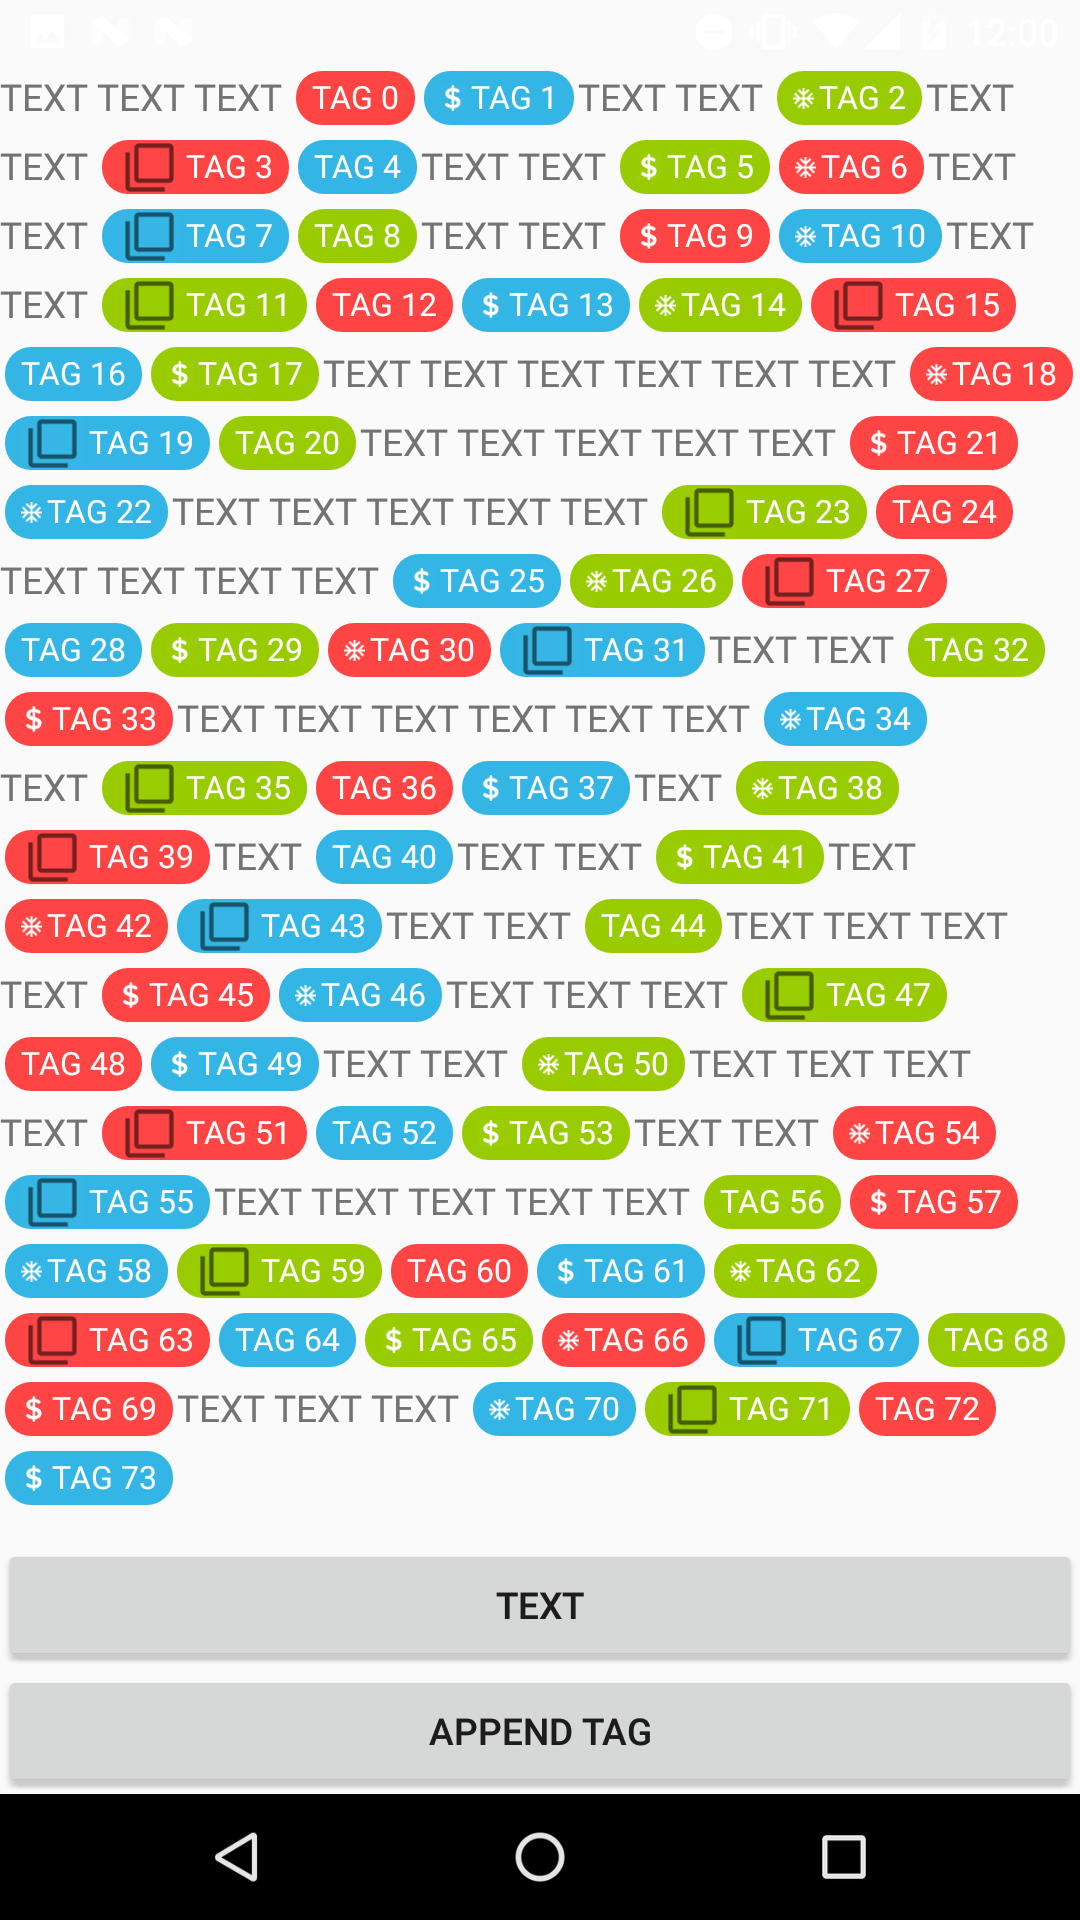 12:00
TEXT TEXT TEXT TAG 0 $ TAG 1 TEXT TEXT TAG 2 TEXT
TEXT TAG 3 TAG 4 TEXT TEXT $ TAG 5 TAG 6 TEXT
TEXT TAG 7 TAG 8 TEXT TEXT $ TAG 9 TAG 10 TEXT
TEXT TAG 11 TAG 12 $ TAG 13 TAG 14 TAG 15
TAG 16 $ TAG 17 TEXT TEXT TEXT TEXT TEXT TEXT TAG 18
TAG 19 TAG 20 TEXT TEXT TEXT TEXT TEXT $ TAG 21
TAG 22 TEXT TEXT TEXT TEXT TEXT TAG 23 TAG 24
TEXT TEXT TEXT TEXT $ TAG 25 TAG 26 TAG 27
TAG 28 $ TAG 29 TAG 30 TAG 31 TEXT TEXT TAG 32
$ TAG 33 TEXT TEXT TEXT TEXT TEXT TEXT TAG 34
TEXT TAG 35 TAG 36 $ TAG 37 TEXT TAG 38
TAG 39 TEXT TAG 40 TEXT TEXT $ TAG 41 TEXT
TAG 42 TAG 43 TEXT TEXT TAG 44 TEXT TEXT TEXT
TEXT $ TAG 45 TAG 46 TEXT TEXT TEXT TAG 47
TAG 48 $ TAG 49 TEXT TEXT TAG 50 TEXT TEXT TEXT
TEXT TAG 51 TAG 52 $ TAG 53 TEXT TEXT TAG 54
TAG 55 TEXT TEXT TEXT TEXT TEXT TAG 56 $ TAG 57
TAG 58 TAG 59 TAG 60 $ TAG 61 TAG 62
TAG 63 TAG 64 $ TAG 65 TAG 66 TAG 67 TAG 68
$ TAG 69 TEXT TEXT TEXT TAG 70 TAG 71 TAG 72
$ TAG 73
TEXT
APPEND TAG